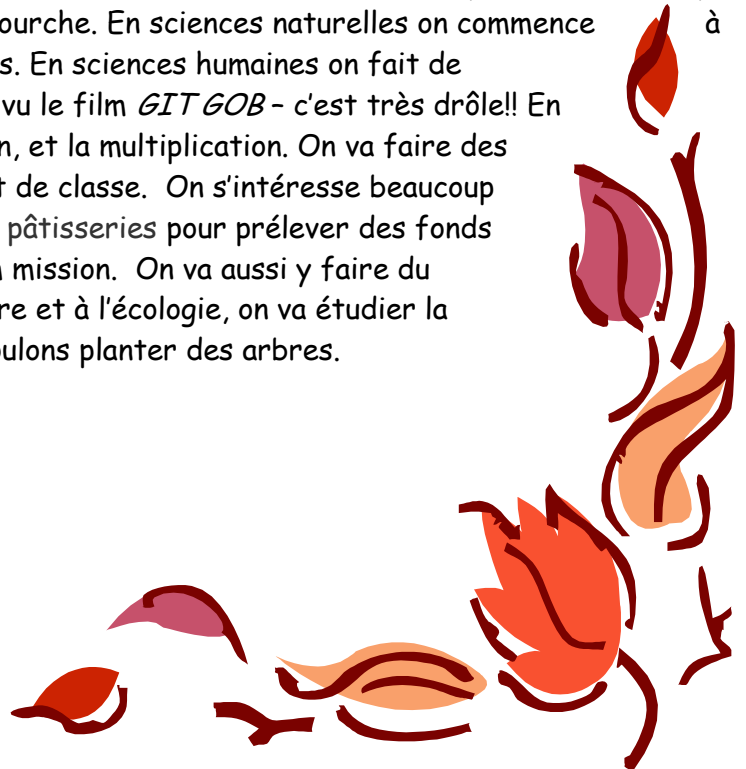 ourche. En sciences naturelles on commence à
s. En sciences humaines on fait de
vu le film GIT GOB – c'est très drôle!! En
n, et la multiplication. On va faire des
t de classe. On s'intéresse beaucoup
pâtisseries pour prélever des fonds
mission. On va aussi y faire du
re et à l'écologie, on va étudier la
oulons planter des arbres.